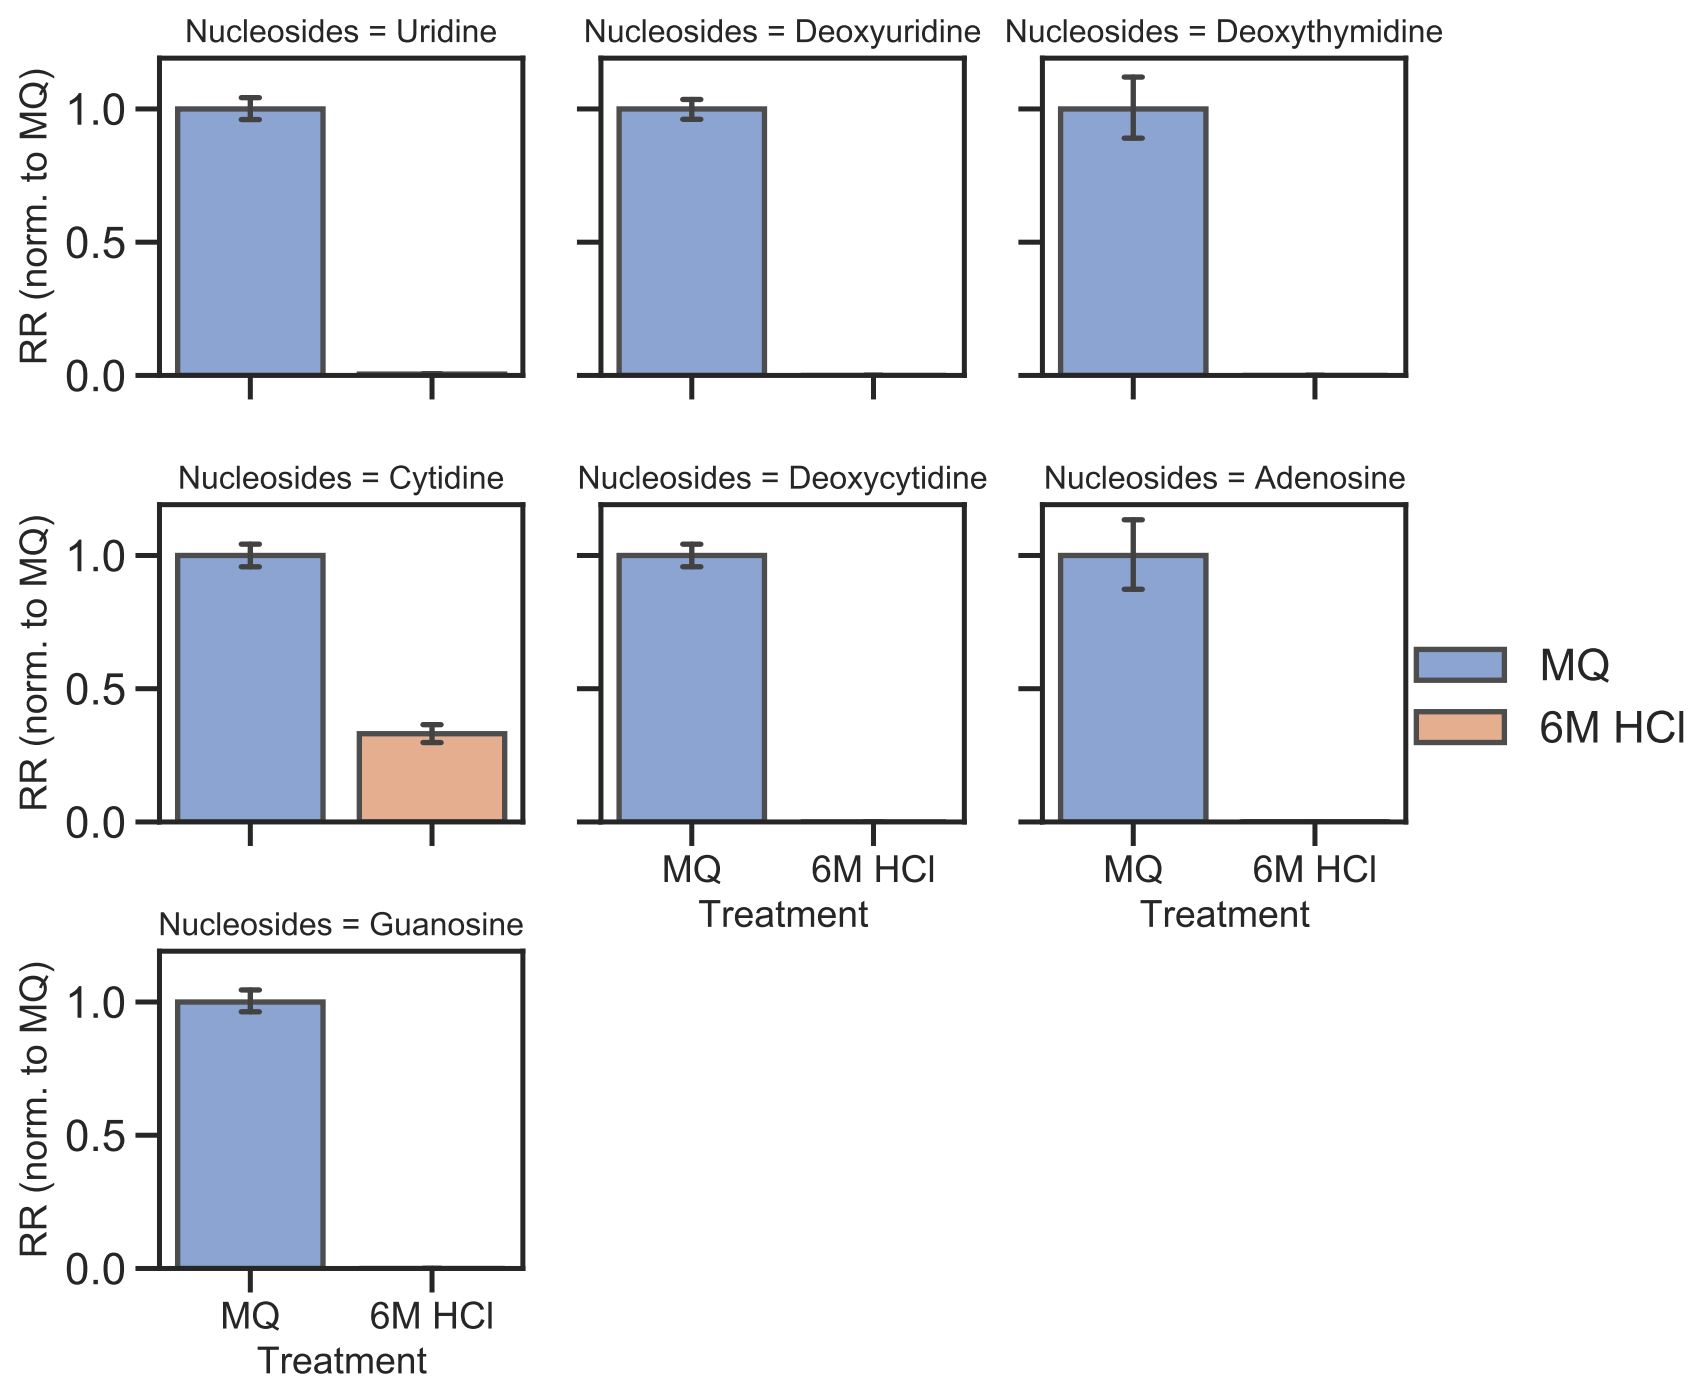 Nucleosides = Uridine
Nucleosides = Deoxyuridine
Nucleosides = Deoxythymidine
RR (norm. to MQ)
1.0
0.5
0.0
Nucleosides = Cytidine
Nucleosides = Deoxycytidine
Nucleosides = Adenosine
RR (norm. to MQ)
1.0
0.5
0.0
MQ
6M HCl
MQ 6M HCl
Treatment
MQ 6M HCl
Treatment
Nucleosides = Guanosine
RR (norm. to MQ)
1.0
0.5
0.0
MQ 6M HCl
Treatment